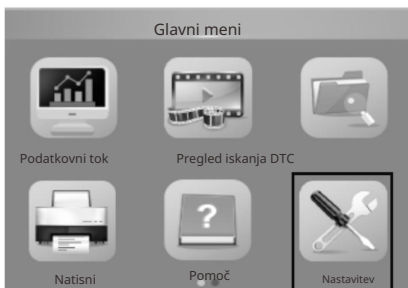 Glavni meni
Podatkovni tok
Pregled iskanja DTC
Natisni
Pomoč
Nastavitev